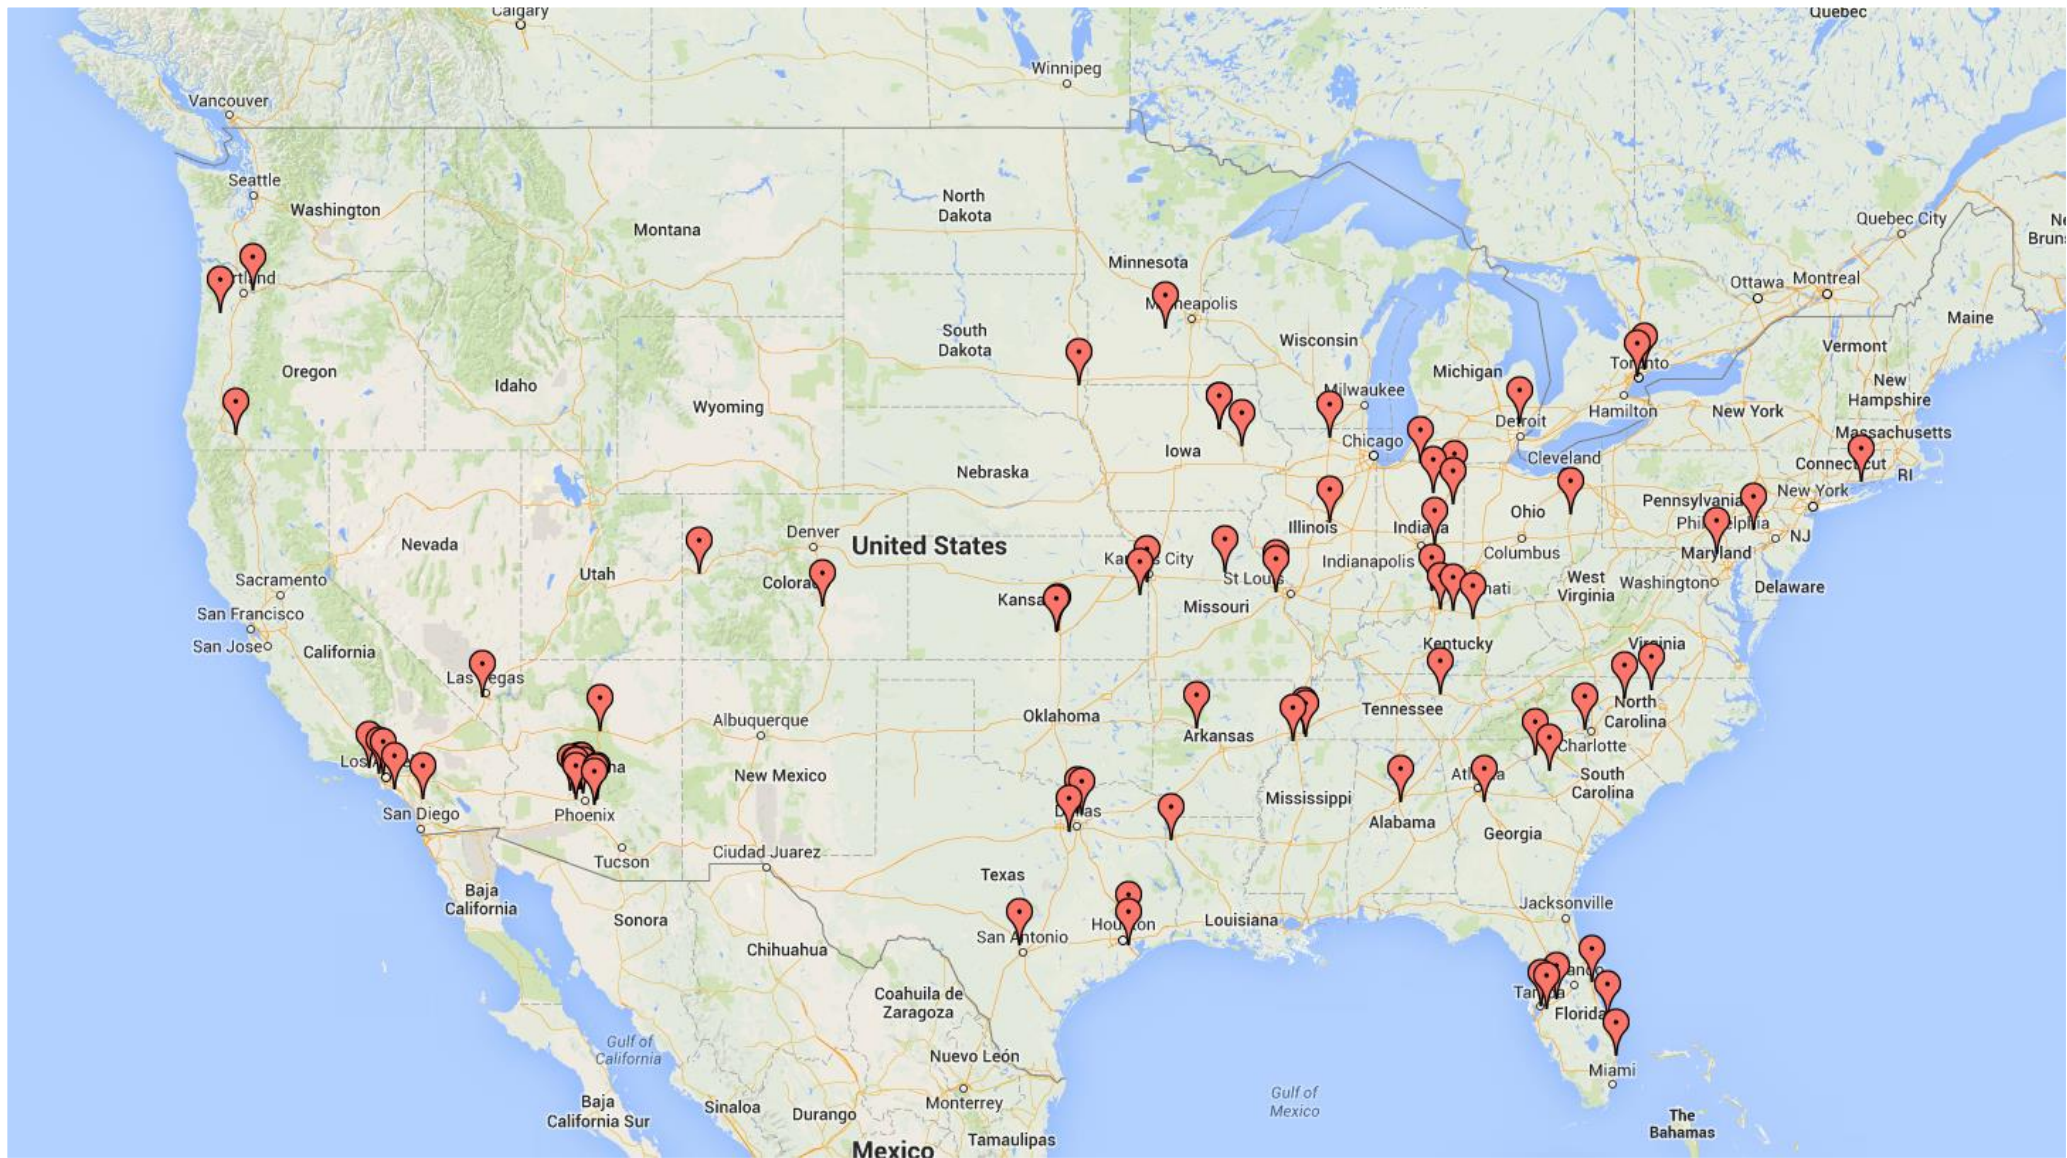 Calgary
Quebec
Winnipeg
Vancouver
Seattle
Washington
North
Dakota
Montana
Quebec City
Ne
Bruns
Minnesota
Ottawa
Montreal
Maine
South
Dakota
Wisconsin
Vermont
Oregon
Idaho
Michigan
New
Hampshire
Wyoming
Milwaukee
Hamilton
New York
Detroit
Massachusetts
Chicago
Iowa
Cleveland
RI
Nebraska
New York
Pennsylvania
Ohio
Illinois
Denver
NJ
Nevada
United States
Maryland
Columbus
Indianapolis
Utah
Sacramento
West
Virginia
Washington
Delaware
Missouri
San Francisco
San Jose
California
Kentucky
Virginia
North
Carolina
Tennessee
Oklahoma
Albuquerque
Arkansas
Charlotte
New Mexico
South
Carolina
Mississippi
San Diego
Phoenix
Alabama
Georgia
Tucson
Ciudad Juarez
Texas
Baja
California
Jacksonville
Sonora
Louisiana
San Antonio
Chihuahua
Coahuila de
Zaragoza
Florida
Gulf of
California
Nuevo León
Miami
Gulf of
Mexico
Baja
California Sur
Sinaloa
Durango
Monterrey
The
Bahamas
Tamaulipas
Mexico